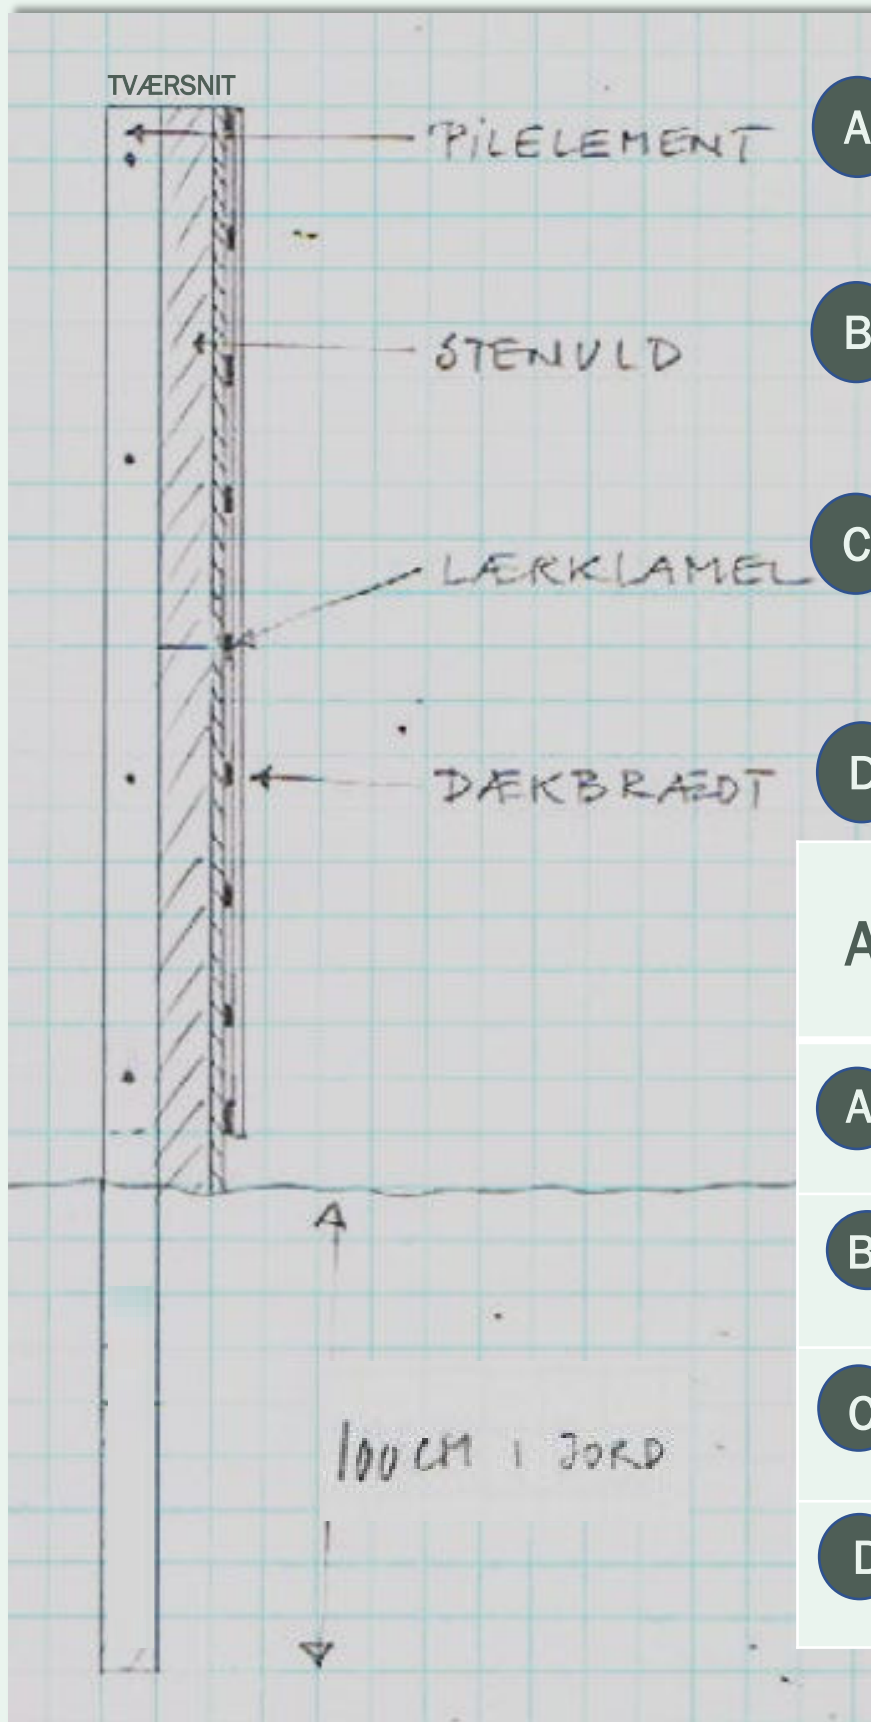 TVÆRSNIT
PILELEMENT A
STENULD B
LÆRKLAMEL C
DÆKBRÆDT D
A
A
B
C
D
100 CM I JORD